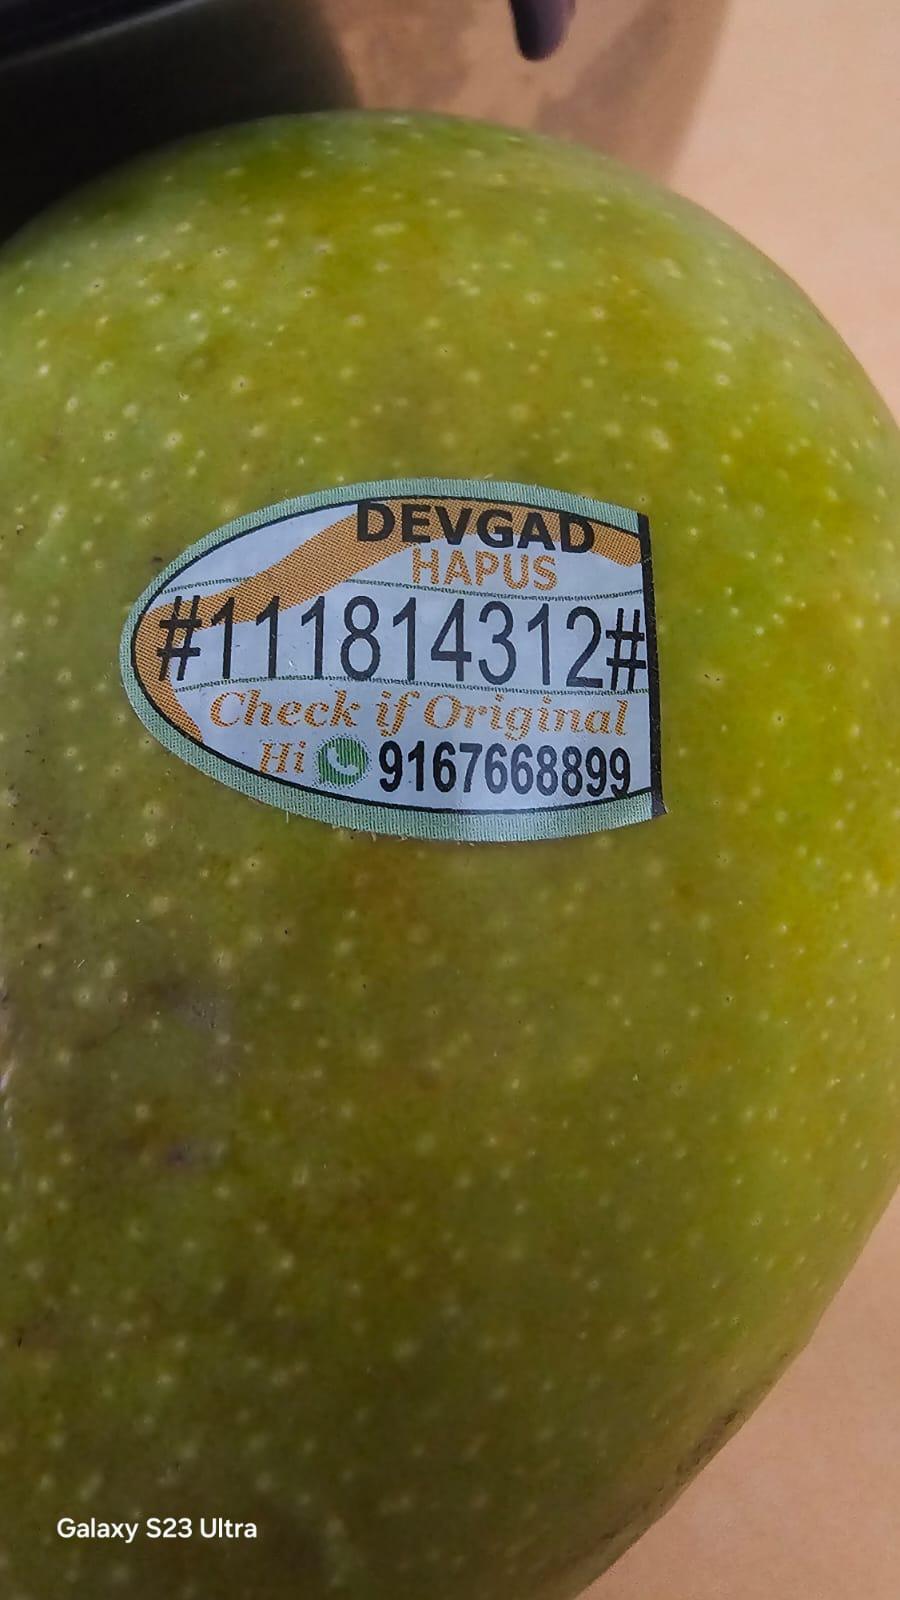 DEVGAD
HAPUS
#111814312#
Check if Original
Hi 9167668899
Galaxy S23 Ultra